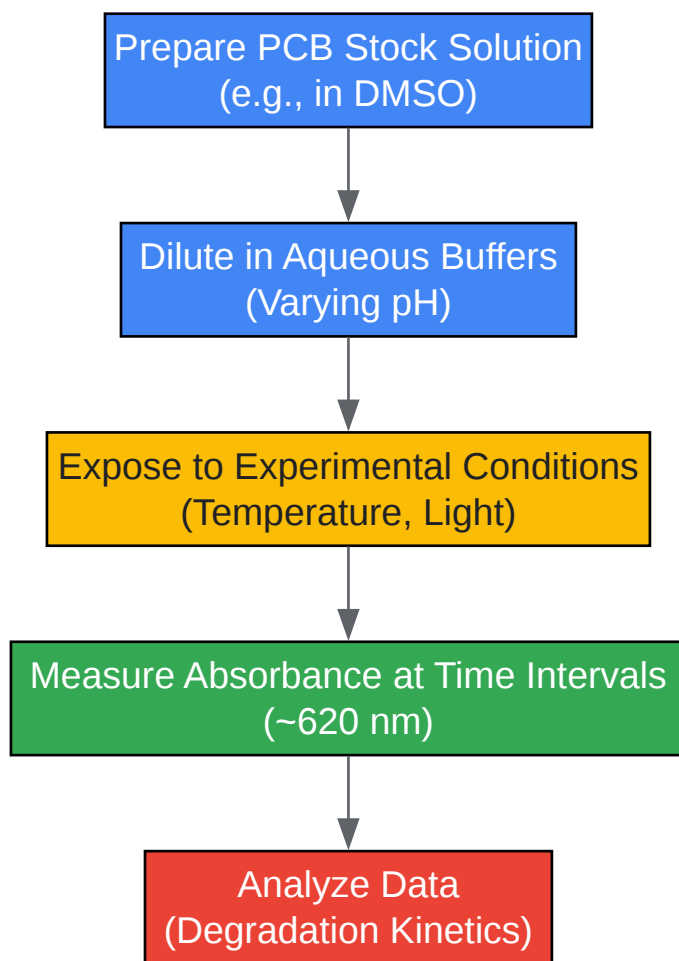 Prepare PCB Stock Solution
(e.g., in DMSO)
Dilute in Aqueous Buffers
(Varying pH)
Expose to Experimental Conditions
(Temperature, Light)
Measure Absorbance at Time Intervals
(~620 nm)
Analyze Data
(Degradation Kinetics)